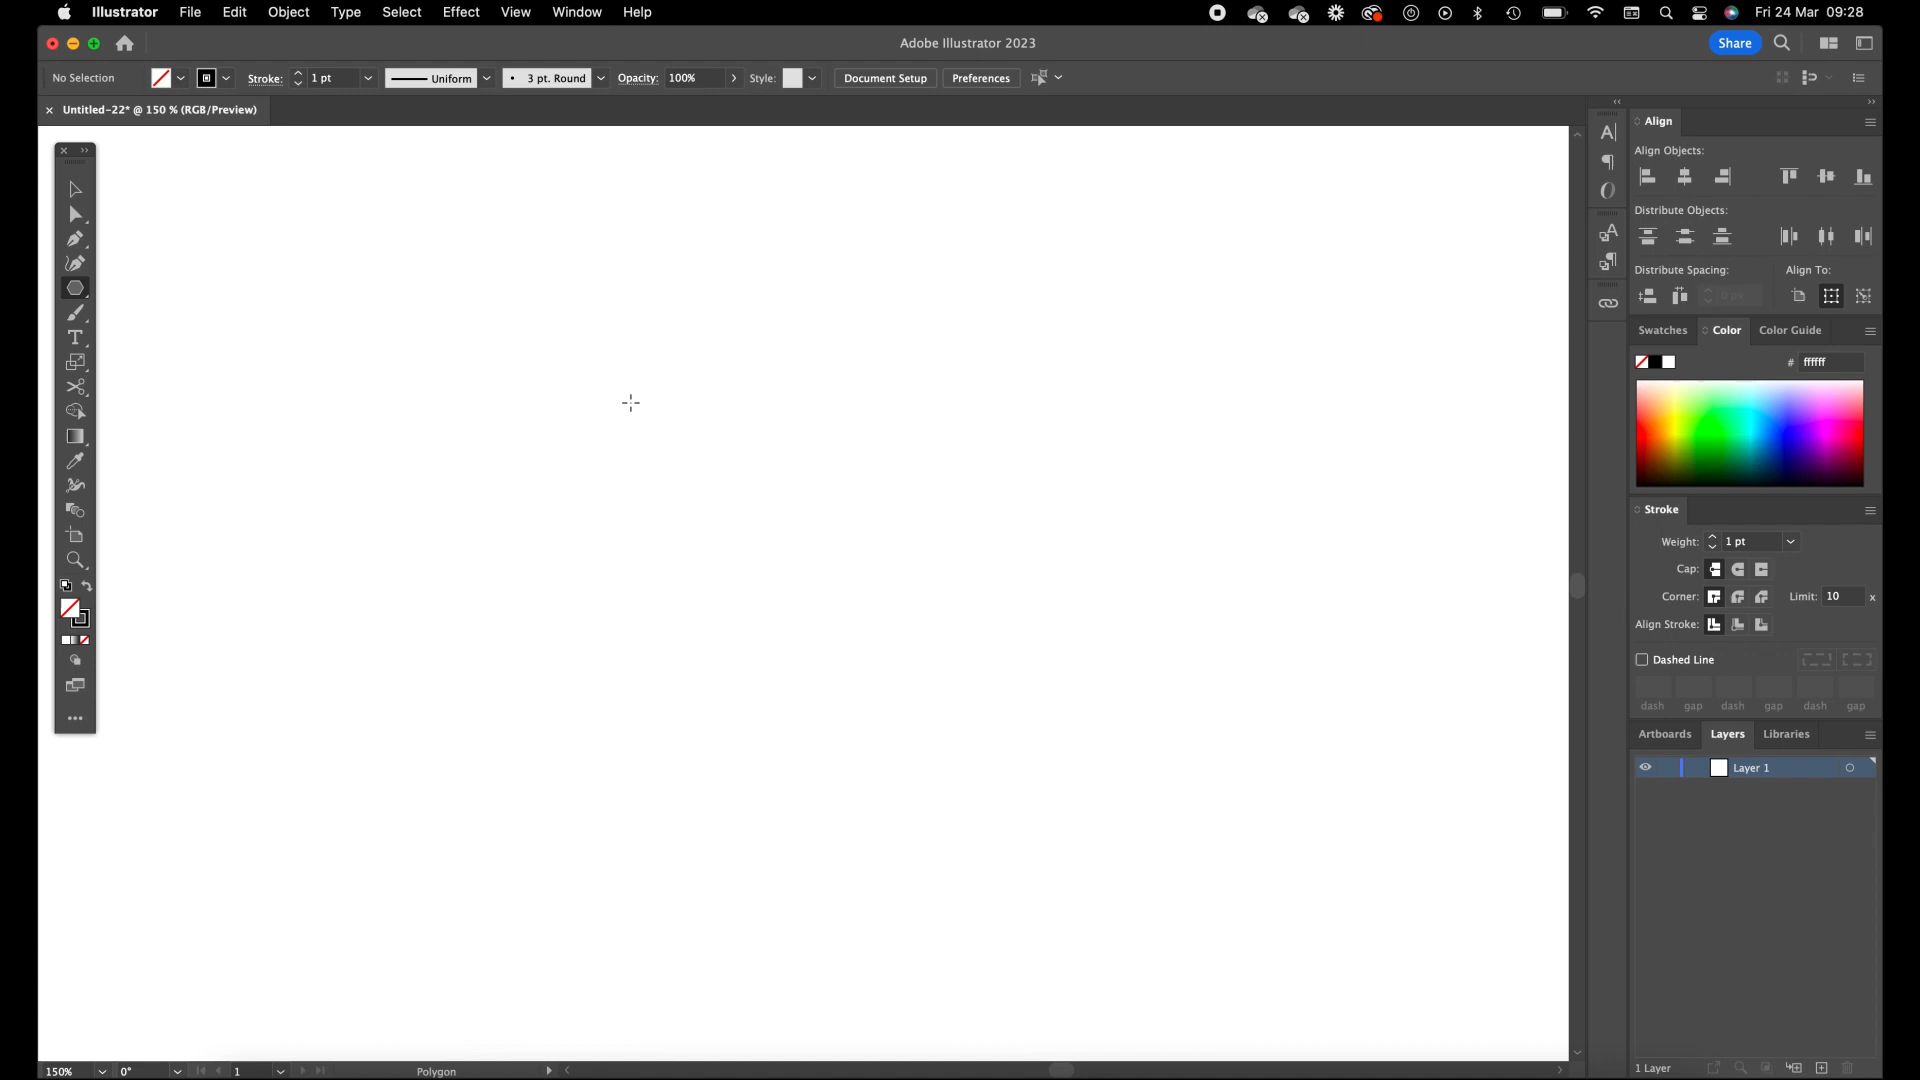 Illustrator File Edit Object Type Select Effect View Window Help Fri 24 Mar 09:28
Adobe Illustrator 2023
Share
No Selection Stroke: 1 pt Uniform 3 pt. Round Opacity: 100% Style: Document Setup Preferences
Untitled-22* @ 150 % (RGB/Preview)
Align
Align Objects:
Distribute Objects:
Distribute Spacing: Align To:
0 px
Swatches Color Color Guide
# ffffff
Stroke
Weight: 1 pt
Cap:
Corner: Limit: 10 x
Align Stroke:
Dashed Line
dash gap dash gap dash gap
Artboards Layers Libraries
Layer 1
1 Layer
150% 0° 1 Polygon